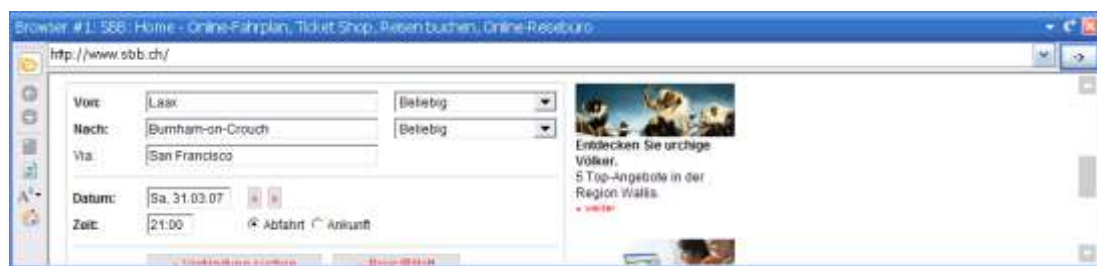 Browser #1: SBB: Home - Online-Fahrplan, Ticket Shop, Reisen buchen, Online-Reisebüro
http://www.sbb.ch/
Von: Laax Beliebig
Nach: Burnham-on-Crouch Beliebig
Via: San Francisco
Datum: Sa, 31.03.07
Zeit: 21:00 Abfahrt Ankunft
Entdecken Sie urchige
Völker.
5 Top-Angebote in der
Region Wallis.
» weiter